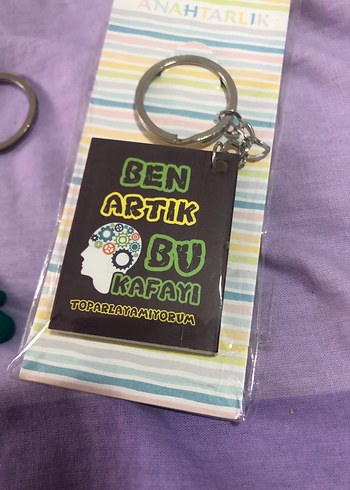 ANAHTARLIK
BEN
ARTIK
BU
KAFAYI
TOPARLAYAMIYORUM